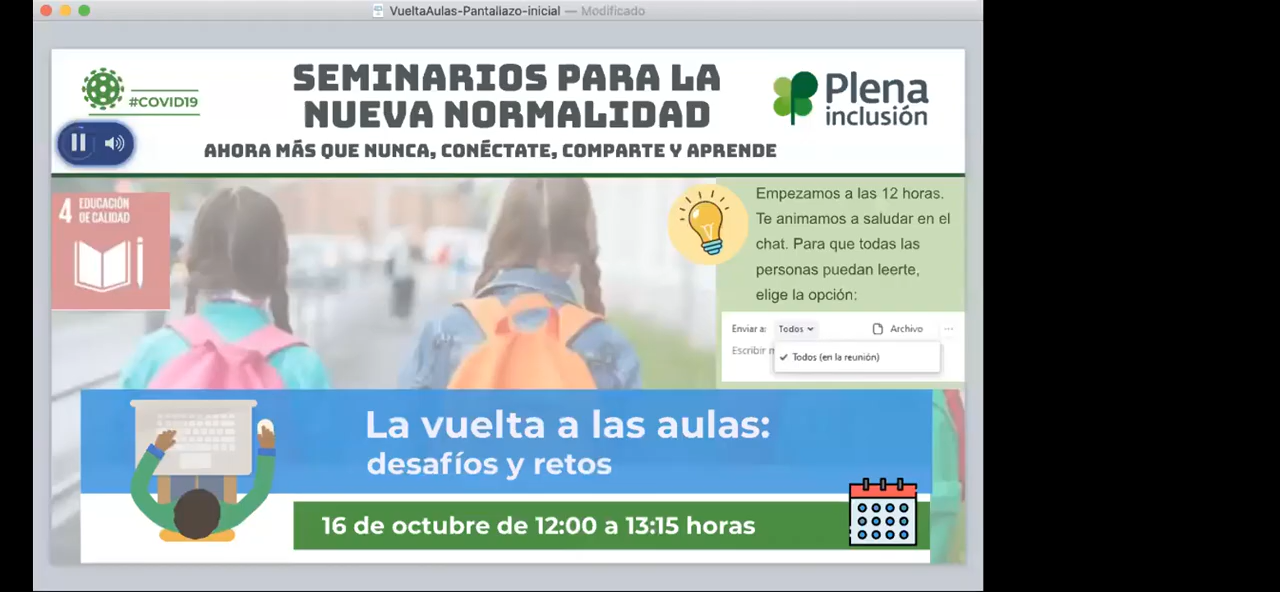 VueltaAulas-Pantallazo-inicial — Modificado
#COVID19
SEMINARIOS PARA LA
NUEVA NORMALIDAD
AHORA MÁS QUE NUNCA, CONÉCTATE, COMPARTE Y APRENDE
Plena
inclusión
4 EDUCACIÓN
DE CALIDAD
Empezamos a las 12 horas.
Te animamos a saludar en el
chat. Para que todas las
personas puedan leerte,
elige la opción:
Enviar a: Todos Archivo ...
Escribir
Todos (en la reunión)
La vuelta a las aulas:
desafíos y retos
16 de octubre de 12:00 a 13:15 horas